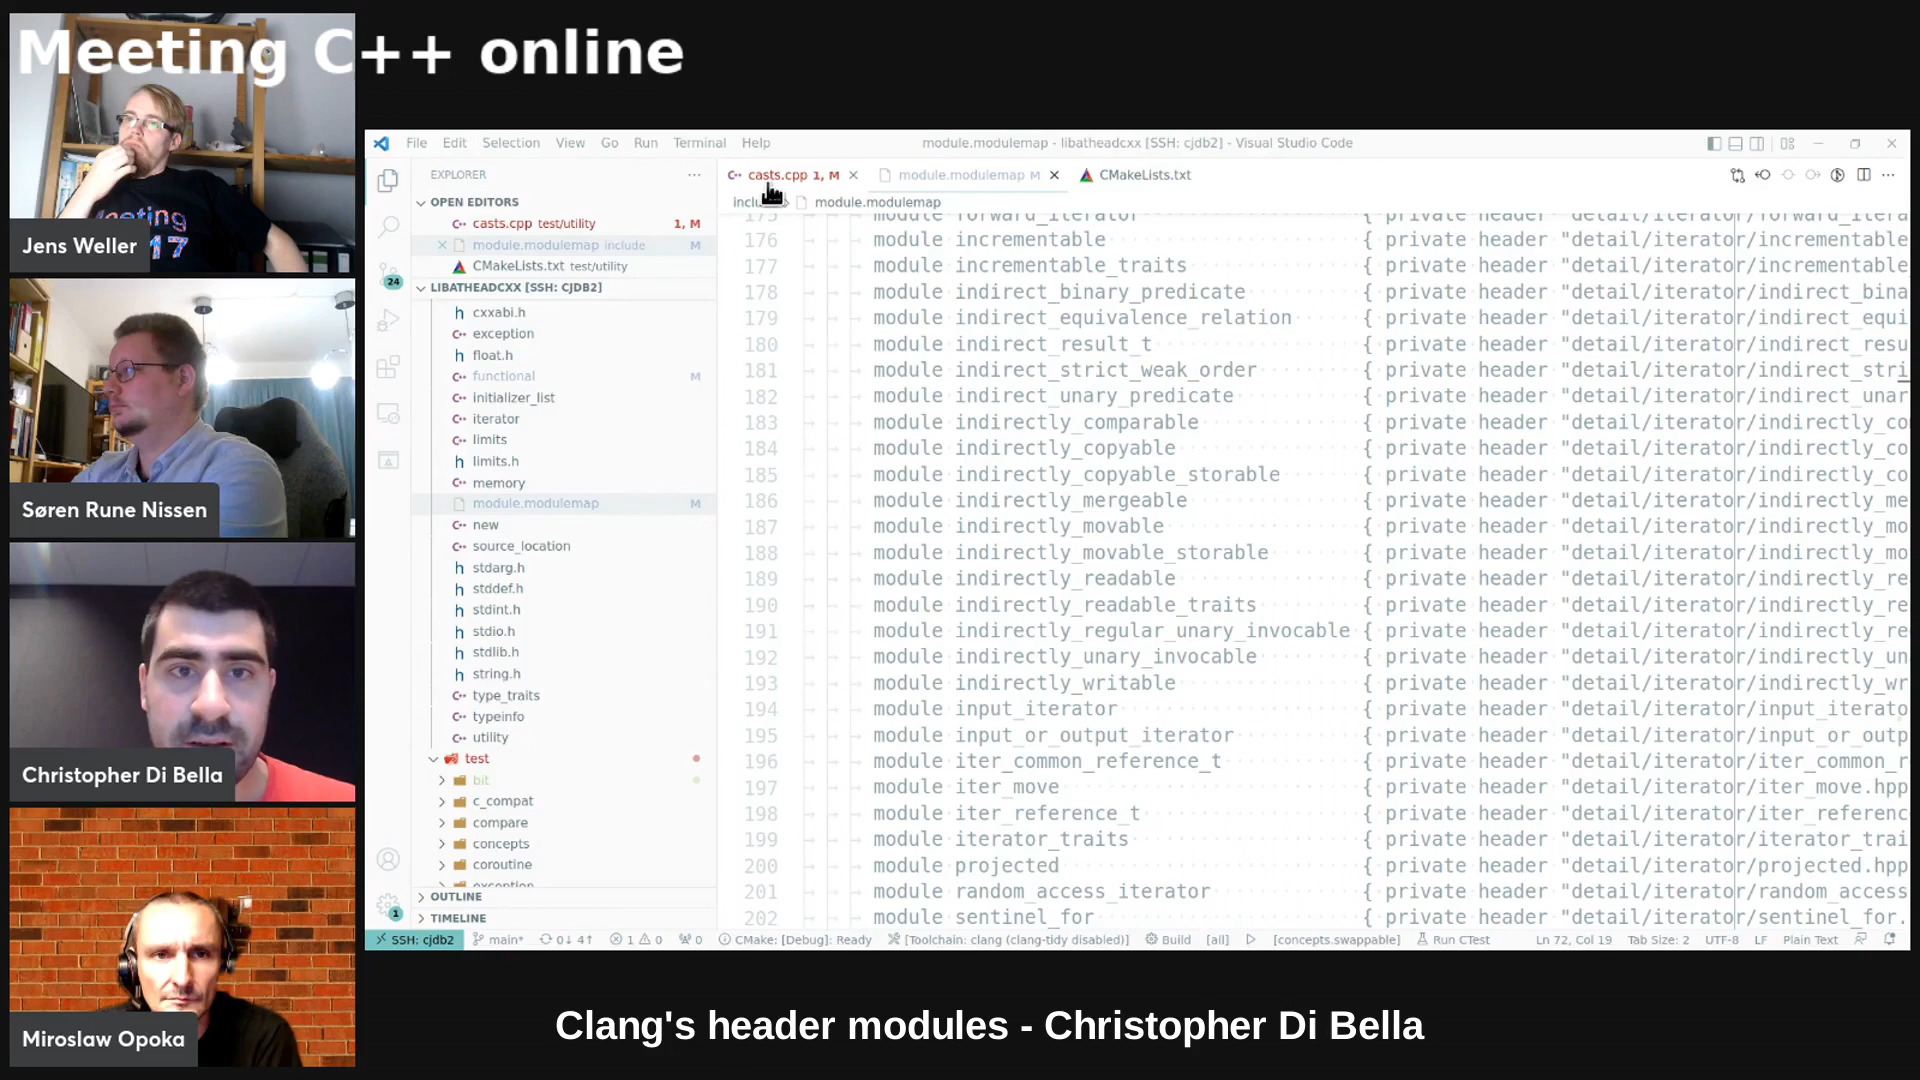 Meeting C++ online
Jens Weller
Søren Rune Nissen
Christopher Di Bella
Miroslaw Opoka
File Edit Selection View Go Run Terminal Help
module.modulemap - libatheadcxx [SSH: cjdb2] - Visual Studio Code
EXPLORER
OPEN EDITORS
casts.cpp test/utility 1, M
module.modulemap include M
CMakeLists.txt test/utility
LIBATHEADCXX [SSH: CJDB2]
cxxabi.h
exception
float.h
functional M
initializer_list
iterator
limits
limits.h
memory
module.modulemap M
new
source_location
stdarg.h
stddef.h
stdint.h
stdio.h
stdlib.h
string.h
type_traits
typeinfo
utility
test
bit
c_compat
compare
concepts
coroutine
exception
OUTLINE
TIMELINE
24
1
casts.cpp 1, M
module.modulemap M
CMakeLists.txt
module.modulemap
175 module forward_iterator { private header "detail/iterator/forward_itera
176 module incrementable { private header "detail/iterator/incrementable
177 module incrementable_traits { private header "detail/iterator/incrementable
178 module indirect_binary_predicate { private header "detail/iterator/indirect_bina
179 module indirect_equivalence_relation { private header "detail/iterator/indirect_equi
180 module indirect_result_t { private header "detail/iterator/indirect_resu
181 module indirect_strict_weak_order { private header "detail/iterator/indirect_stri
182 module indirect_unary_predicate { private header "detail/iterator/indirect_unar
183 module indirectly_comparable { private header "detail/iterator/indirectly_co
184 module indirectly_copyable { private header "detail/iterator/indirectly_co
185 module indirectly_copyable_storable { private header "detail/iterator/indirectly_co
186 module indirectly_mergeable { private header "detail/iterator/indirectly_me
187 module indirectly_movable { private header "detail/iterator/indirectly_mo
188 module indirectly_movable_storable { private header "detail/iterator/indirectly_mo
189 module indirectly_readable { private header "detail/iterator/indirectly_re
190 module indirectly_readable_traits { private header "detail/iterator/indirectly_re
191 module indirectly_regular_unary_invocable { private header "detail/iterator/indirectly_re
192 module indirectly_unary_invocable { private header "detail/iterator/indirectly_un
193 module indirectly_writable { private header "detail/iterator/indirectly_wr
194 module input_iterator { private header "detail/iterator/input_iterato
195 module input_or_output_iterator { private header "detail/iterator/input_or_outp
196 module iter_common_reference_t { private header "detail/iterator/iter_common_r
197 module iter_move { private header "detail/iterator/iter_move.hpp
198 module iter_reference_t { private header "detail/iterator/iter_referenc
199 module iterator_traits { private header "detail/iterator/iterator_trai
200 module projected { private header "detail/iterator/projected.hpp
201 module random_access_iterator { private header "detail/iterator/random_access
202 module sentinel_for { private header "detail/iterator/sentinel_for.
SSH: cjdb2 main* 0↓ 4↑ 1 0 0 CMake: [Debug]: Ready [Toolchain: clang (clang-tidy disabled)] Build [all] [concepts.swappable] Run CTest Ln 72, Col 19 Tab Size: 2 UTF-8 LF Plain Text
Clang's header modules - Christopher Di Bella